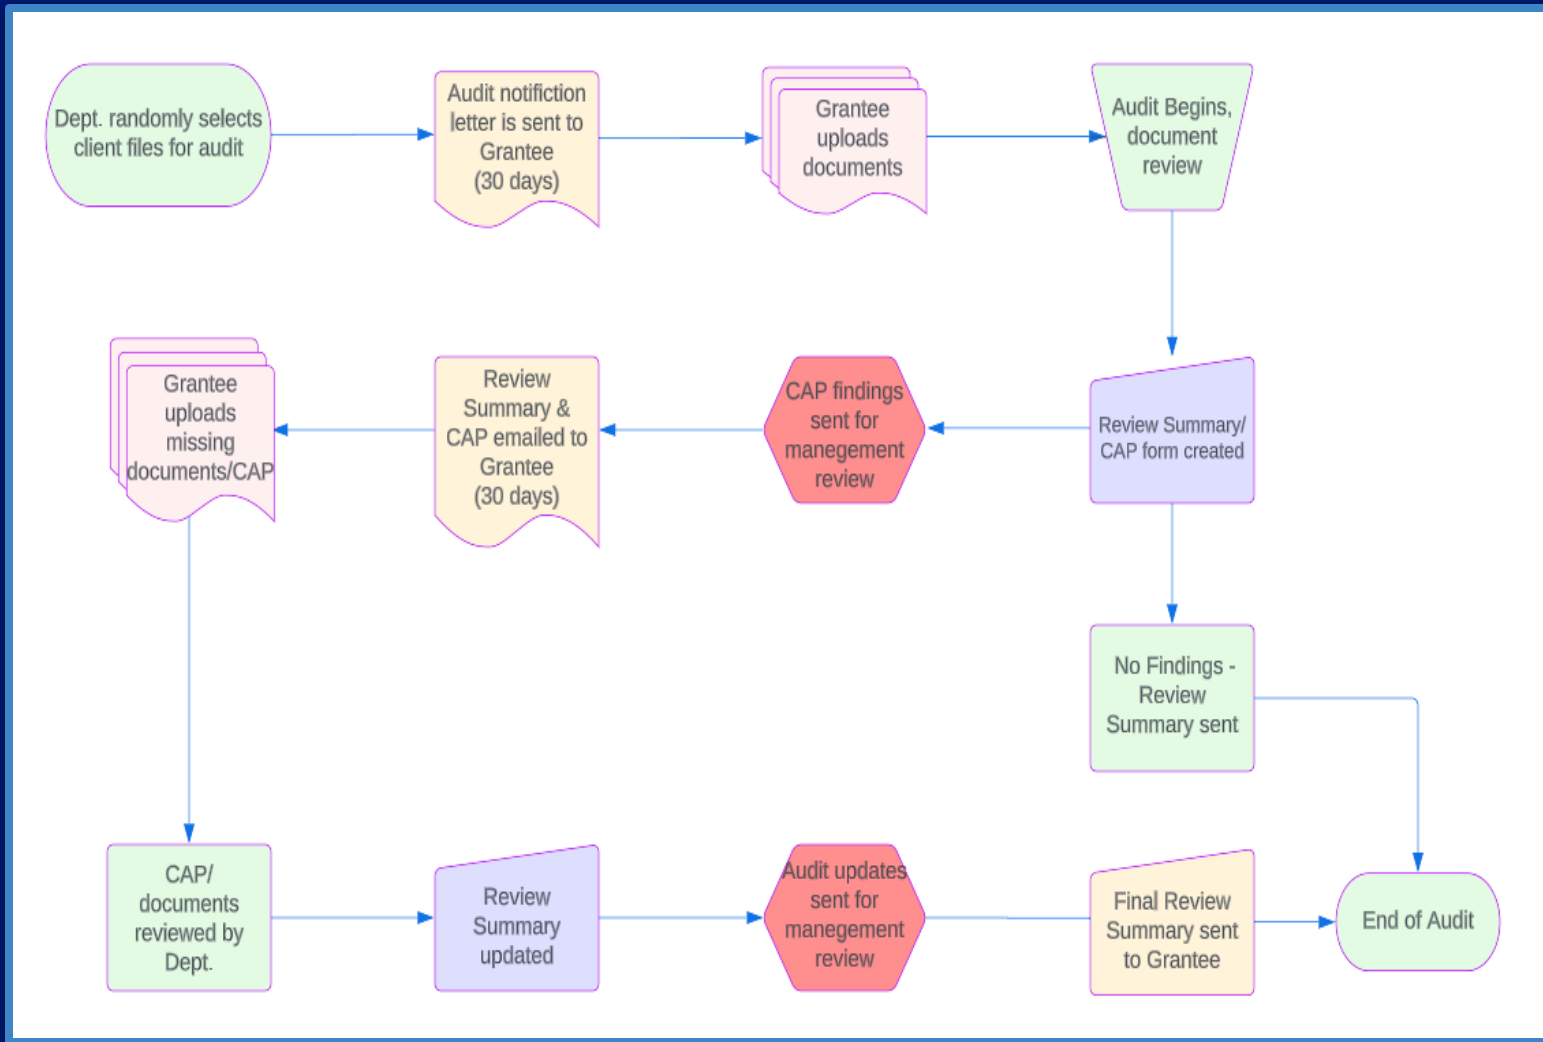 Dept. randomly selects
client files for audit
Audit notifiction
letter is sent to
Grantee
(30 days)
Grantee
uploads
documents
Audit Begins,
document
review
Grantee
uploads
missing
documents/CAP
Review
Summary &
CAP emailed to
Grantee
(30 days)
CAP findings
sent for
manegement
review
Review Summary/
CAP form created
No Findings -
Review
Summary sent
CAP/
documents
reviewed by
Dept.
Review
Summary
updated
Audit updates
sent for
manegement
review
Final Review
Summary sent
to Grantee
End of Audit